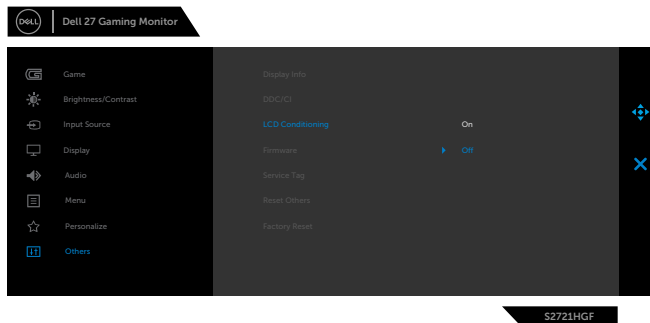 DELL
Dell 27 Gaming Monitor
Game
Display Info
Brightness/Contrast
DDC/CI
Input Source
LCD Conditioning
On
Display
Firmware
Off
Audio
Service Tag
Menu
Reset Others
Personalize
Factory Reset
Others
S2721HGF